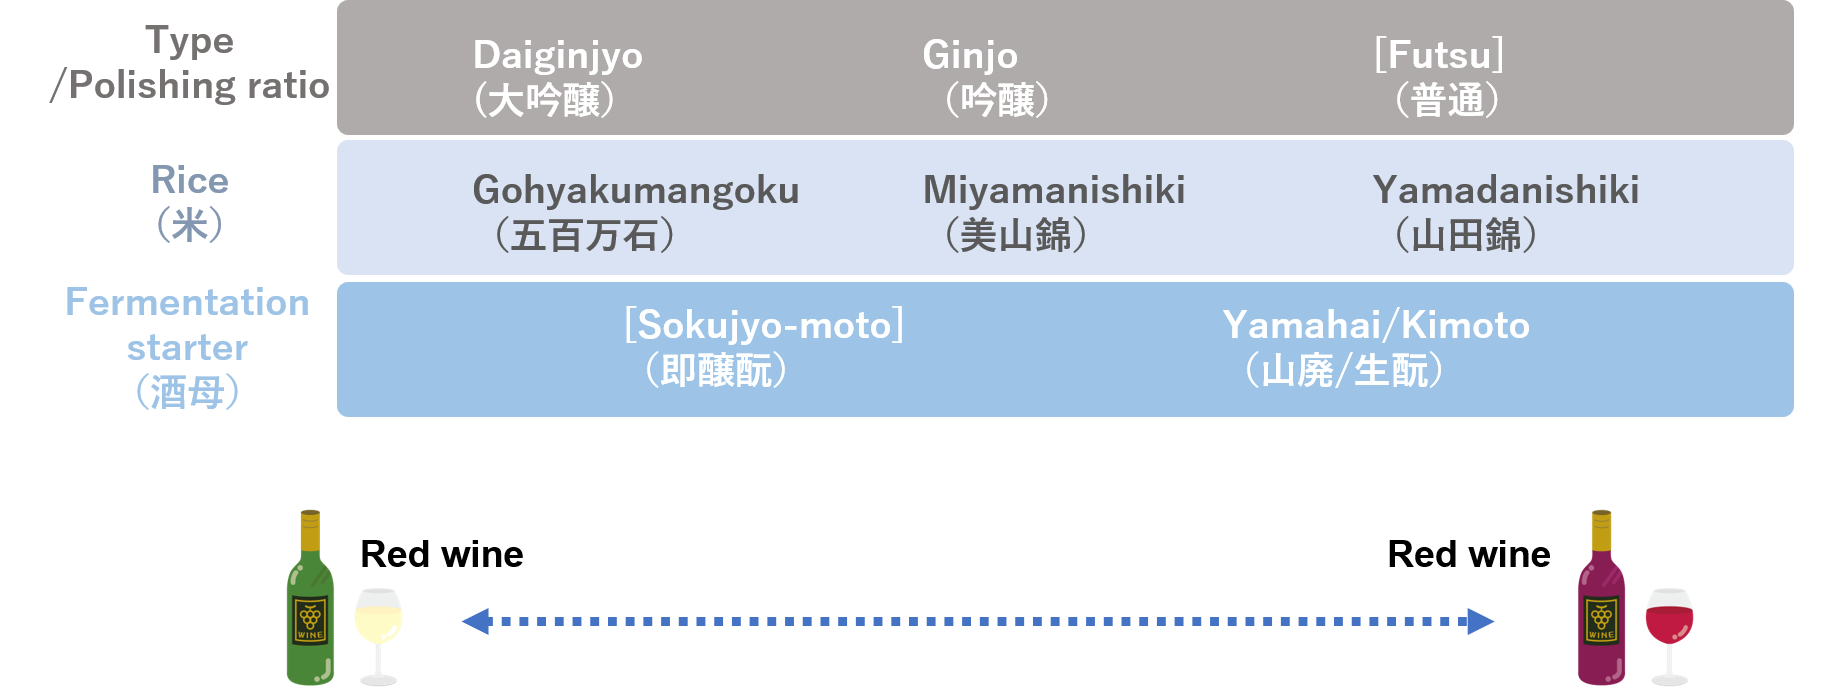 Type
/Polishing ratio
Daiginjyo
(大吟醸）
Ginjo
（吟醸）
[Futsu]
（普通）
Rice
（米）
Gohyakumangoku
（五百万石）
Miyamanishiki
（美山錦）
Yamadanishiki
（山田錦）
Fermentation
starter
（酒母）
[Sokujyo-moto]
（即醸酛）
Yamahai/Kimoto
（山廃/生酛）
Red wine
Red wine
WINE
WINE